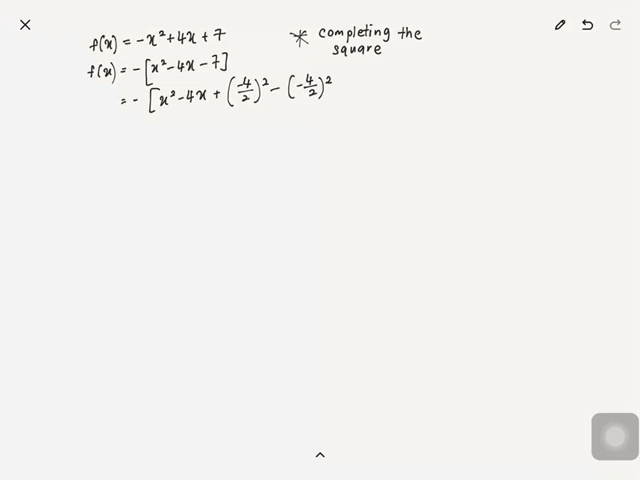 f(x) = -x² + 4x + 7
* completing the square
f(x) = -[x² - 4x - 7]
= -[x² - 4x + (-4/2)² - (-4/2)²